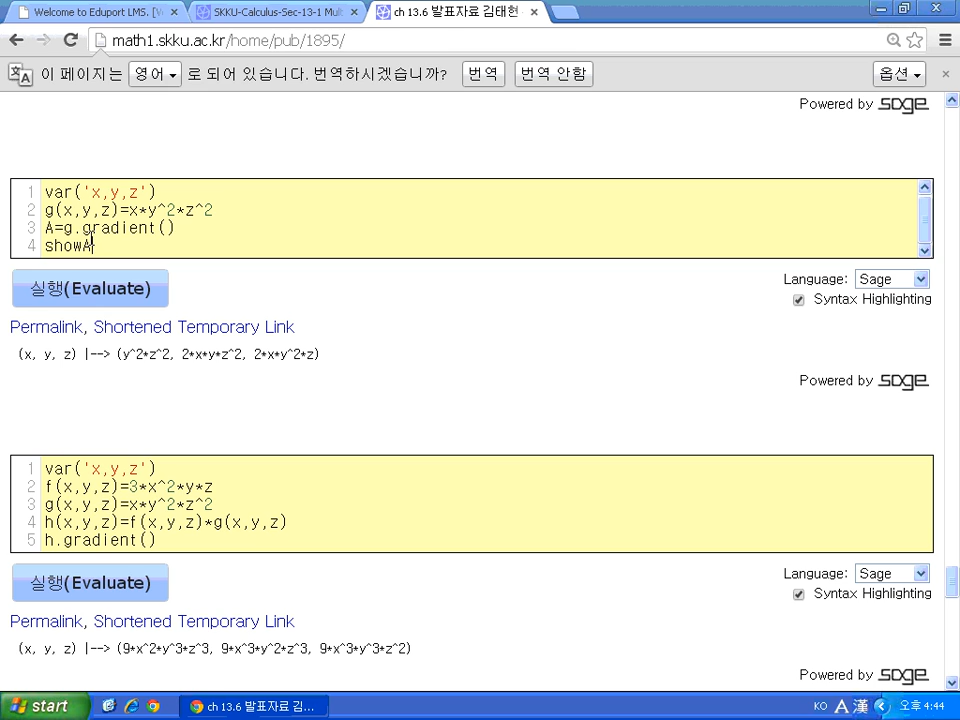 Welcome to Eduport LMS. [W
SKKU-Calculus-Sec-13-1 Mult
ch 13.6 발표자료 김태현
math1.skku.ac.kr/home/pub/1895/
이 페이지는 영어 로 되어 있습니다. 번역하시겠습니까? 번역 번역 안함 옵션
Powered by sage
1 var('x,y,z')
2 g(x,y,z)=x*y^2*z^2
3 A=g.gradient()
4 showA
실행(Evaluate)
Language: Sage
Syntax Highlighting
Permalink, Shortened Temporary Link
(x, y, z) |--> (y^2*z^2, 2*x*y*z^2, 2*x*y^2*z)
Powered by sage
1 var('x,y,z')
2 f(x,y,z)=3*x^2*y*z
3 g(x,y,z)=x*y^2*z^2
4 h(x,y,z)=f(x,y,z)*g(x,y,z)
5 h.gradient()
실행(Evaluate)
Language: Sage
Syntax Highlighting
Permalink, Shortened Temporary Link
(x, y, z) |--> (9*x^2*y^3*z^3, 9*x^3*y^2*z^3, 9*x^3*y^3*z^2)
Powered by sage
start
ch 13.6 발표자료 김...
KO A 漢 오후 4:44